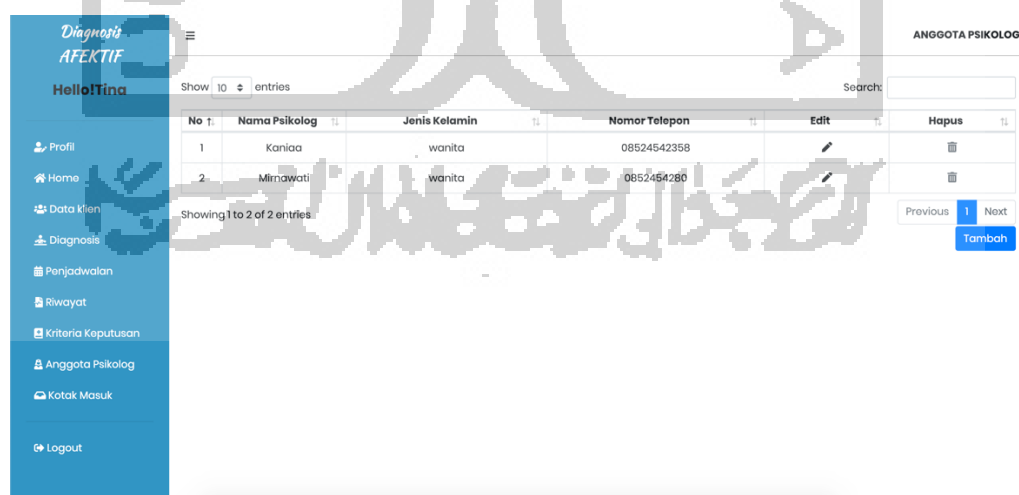 Diagnosis
AFEKTIF
Hello!Tina
Profil
Home
Data klien
Diagnosis
Penjadwalan
Riwayat
Kriteria Keputusan
Anggota Psikolog
Kotak Masuk
Logout
ANGGOTA PSIKOLOG
Show 10 entries
Search:
No Nama Psikolog Jenis Kelamin Nomor Telepon Edit Hapus
1 Kaniaa wanita 08524542358
2 Mirnawati wanita 0852454280
Showing 1 to 2 of 2 entries
Previous 1 Next
Tambah